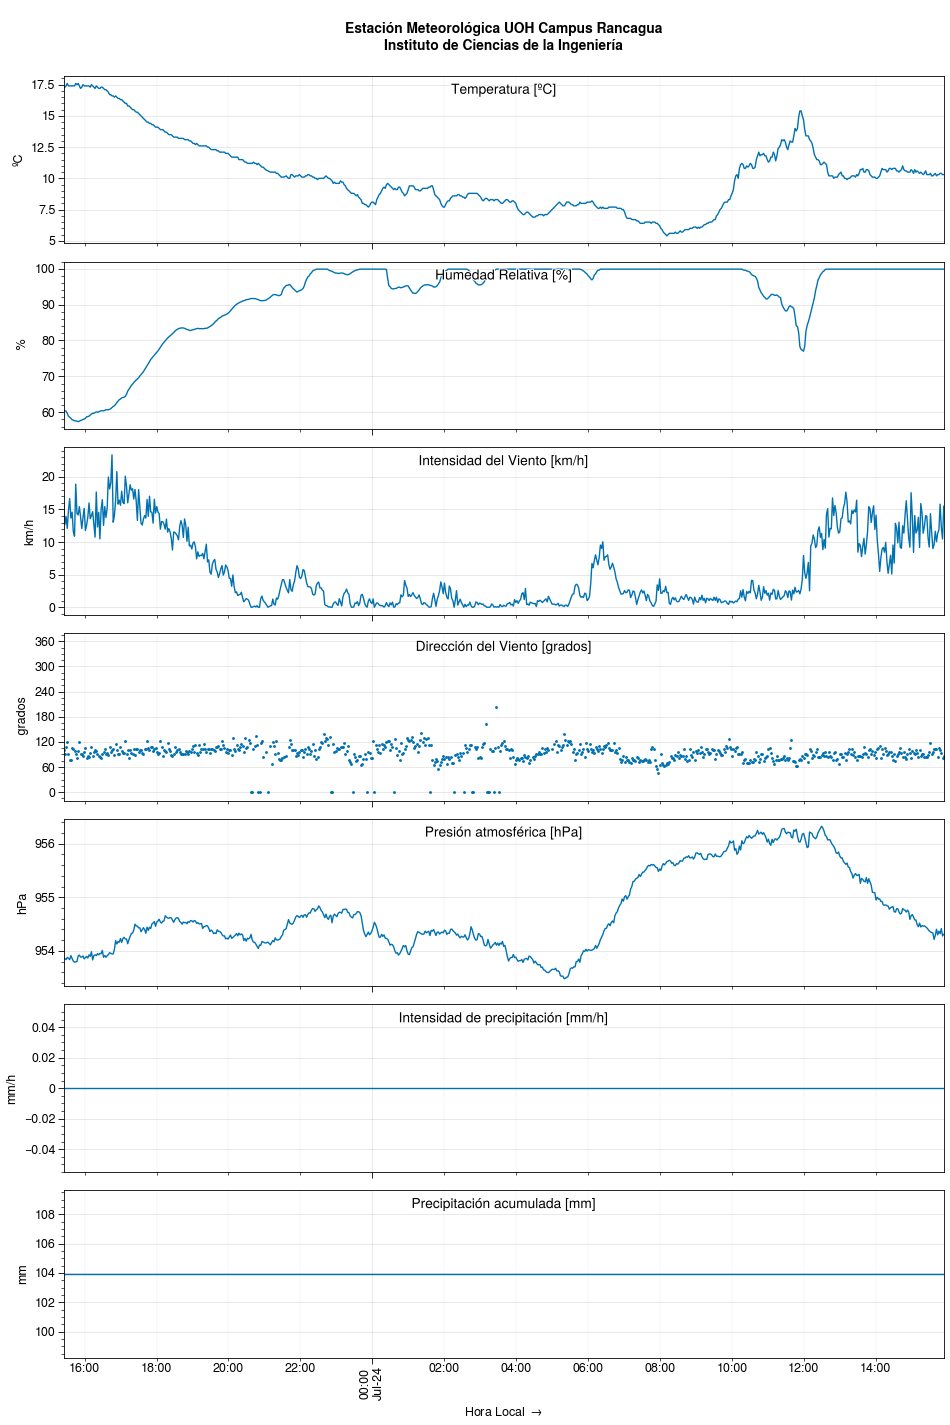 Estación Meteorológica UOH Campus Rancagua
Instituto de Ciencias de la Ingeniería
Temperatura [ºC]
ºC
17.5
15
12.5
10
7.5
5
Humedad Relativa [%]
%
100
90
80
70
60
Intensidad del Viento [km/h]
km/h
20
15
10
5
0
Dirección del Viento [grados]
grados
360
300
240
180
120
60
0
Presión atmosférica [hPa]
hPa
956
955
954
Intensidad de precipitación [mm/h]
mm/h
0.04
0.02
0
−0.02
−0.04
Precipitación acumulada [mm]
mm
108
106
104
102
100
16:00 18:00 20:00 22:00 00:00 02:00 04:00 06:00 08:00 10:00 12:00 14:00
Jul-24
Hora Local →